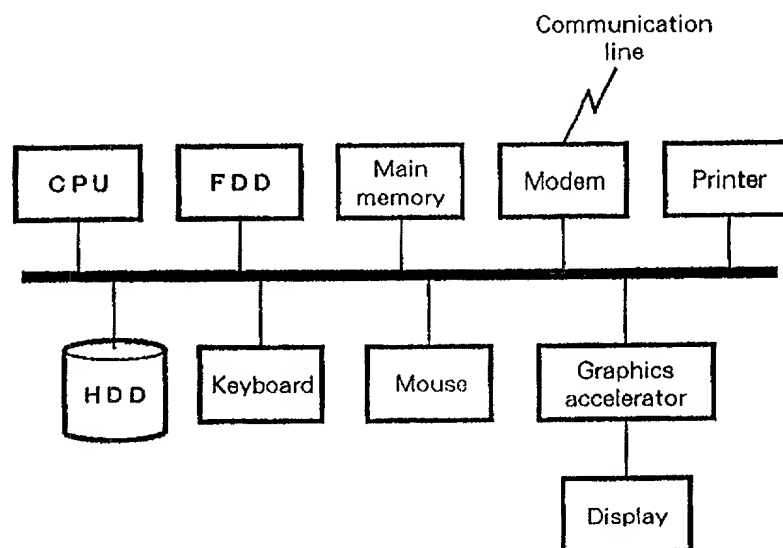 Communication
line
CPU
FDD
Main
memory
Modem
Printer
HDD
Keyboard
Mouse
Graphics
accelerator
Display